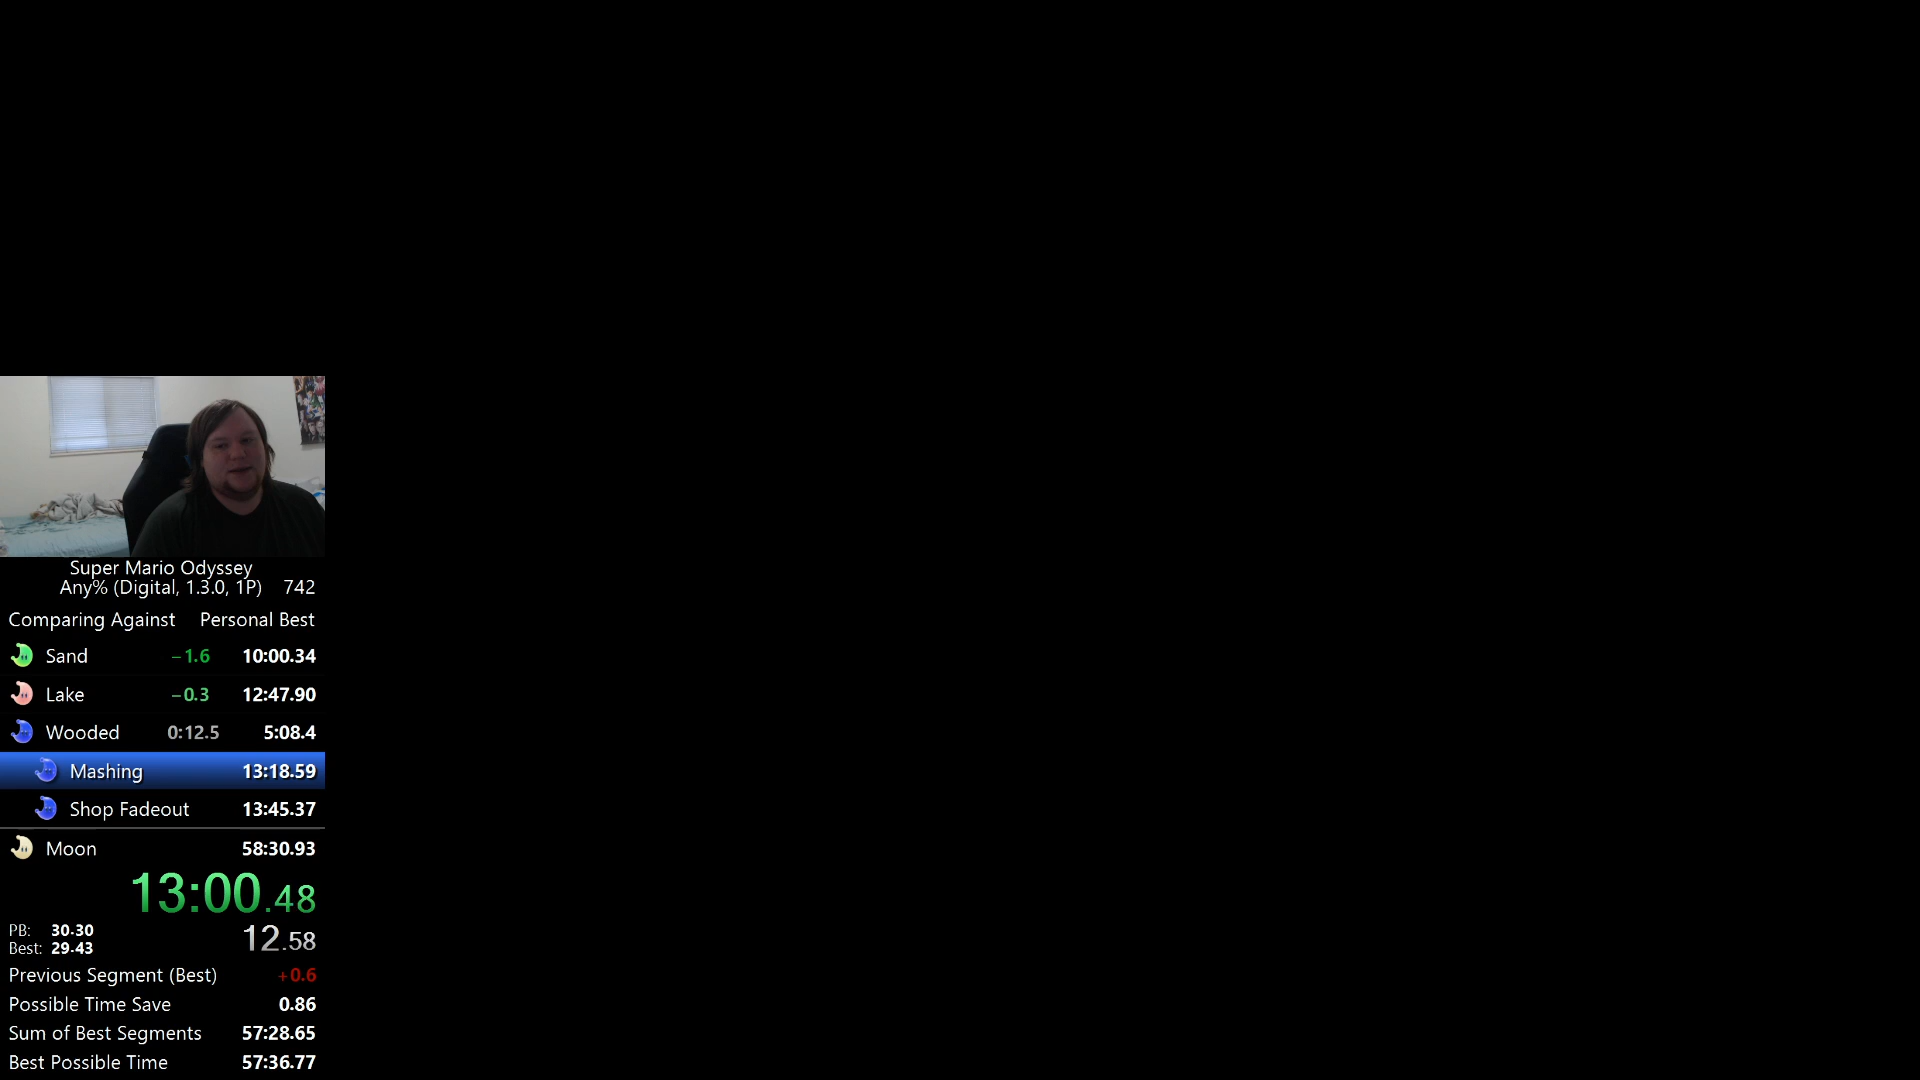 Super Mario Odyssey
Any% (Digital, 1.3.0, 1P) 742
Comparing Against Personal Best
Sand −1.6 10:00.34
Lake −0.3 12:47.90
Wooded 0:12.5 5:08.4
Mashing 13:18.59
Shop Fadeout 13:45.37
Moon 58:30.93
13:00.48
PB: 30.30
Best: 29.43
12.58
Previous Segment (Best) +0.6
Possible Time Save 0.86
Sum of Best Segments 57:28.65
Best Possible Time 57:36.77